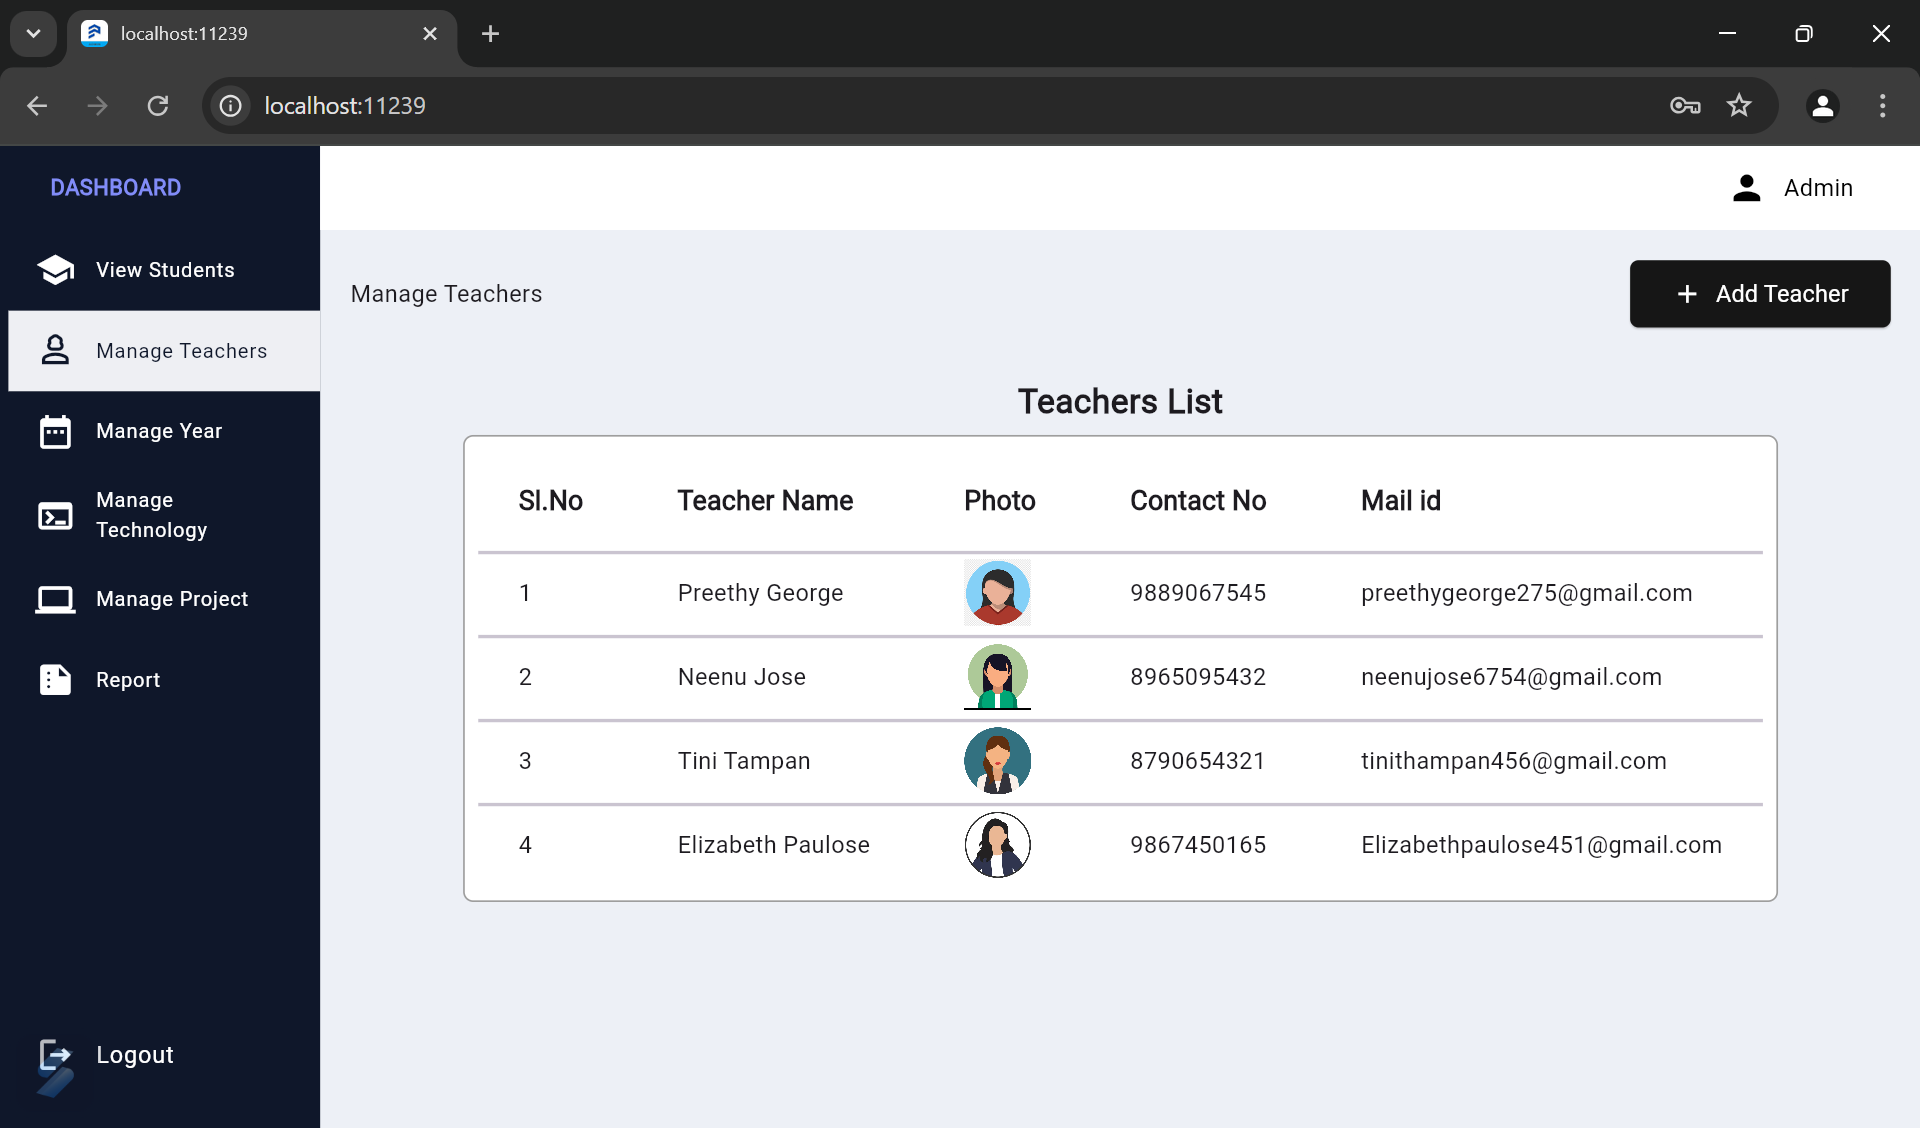 localhost:11239
localhost:11239
DASHBOARD
Admin
View Students
Manage Teachers
Manage Year
Manage
Technology
Manage Project
Report
Logout
Manage Teachers
+ Add Teacher
Teachers List
Sl.No Teacher Name Photo Contact No Mail id
1 Preethy George 9889067545 preethygeorge275@gmail.com
2 Neenu Jose 8965095432 neenujose6754@gmail.com
3 Tini Tampan 8790654321 tinithampan456@gmail.com
4 Elizabeth Paulose 9867450165 Elizabethpaulose451@gmail.com